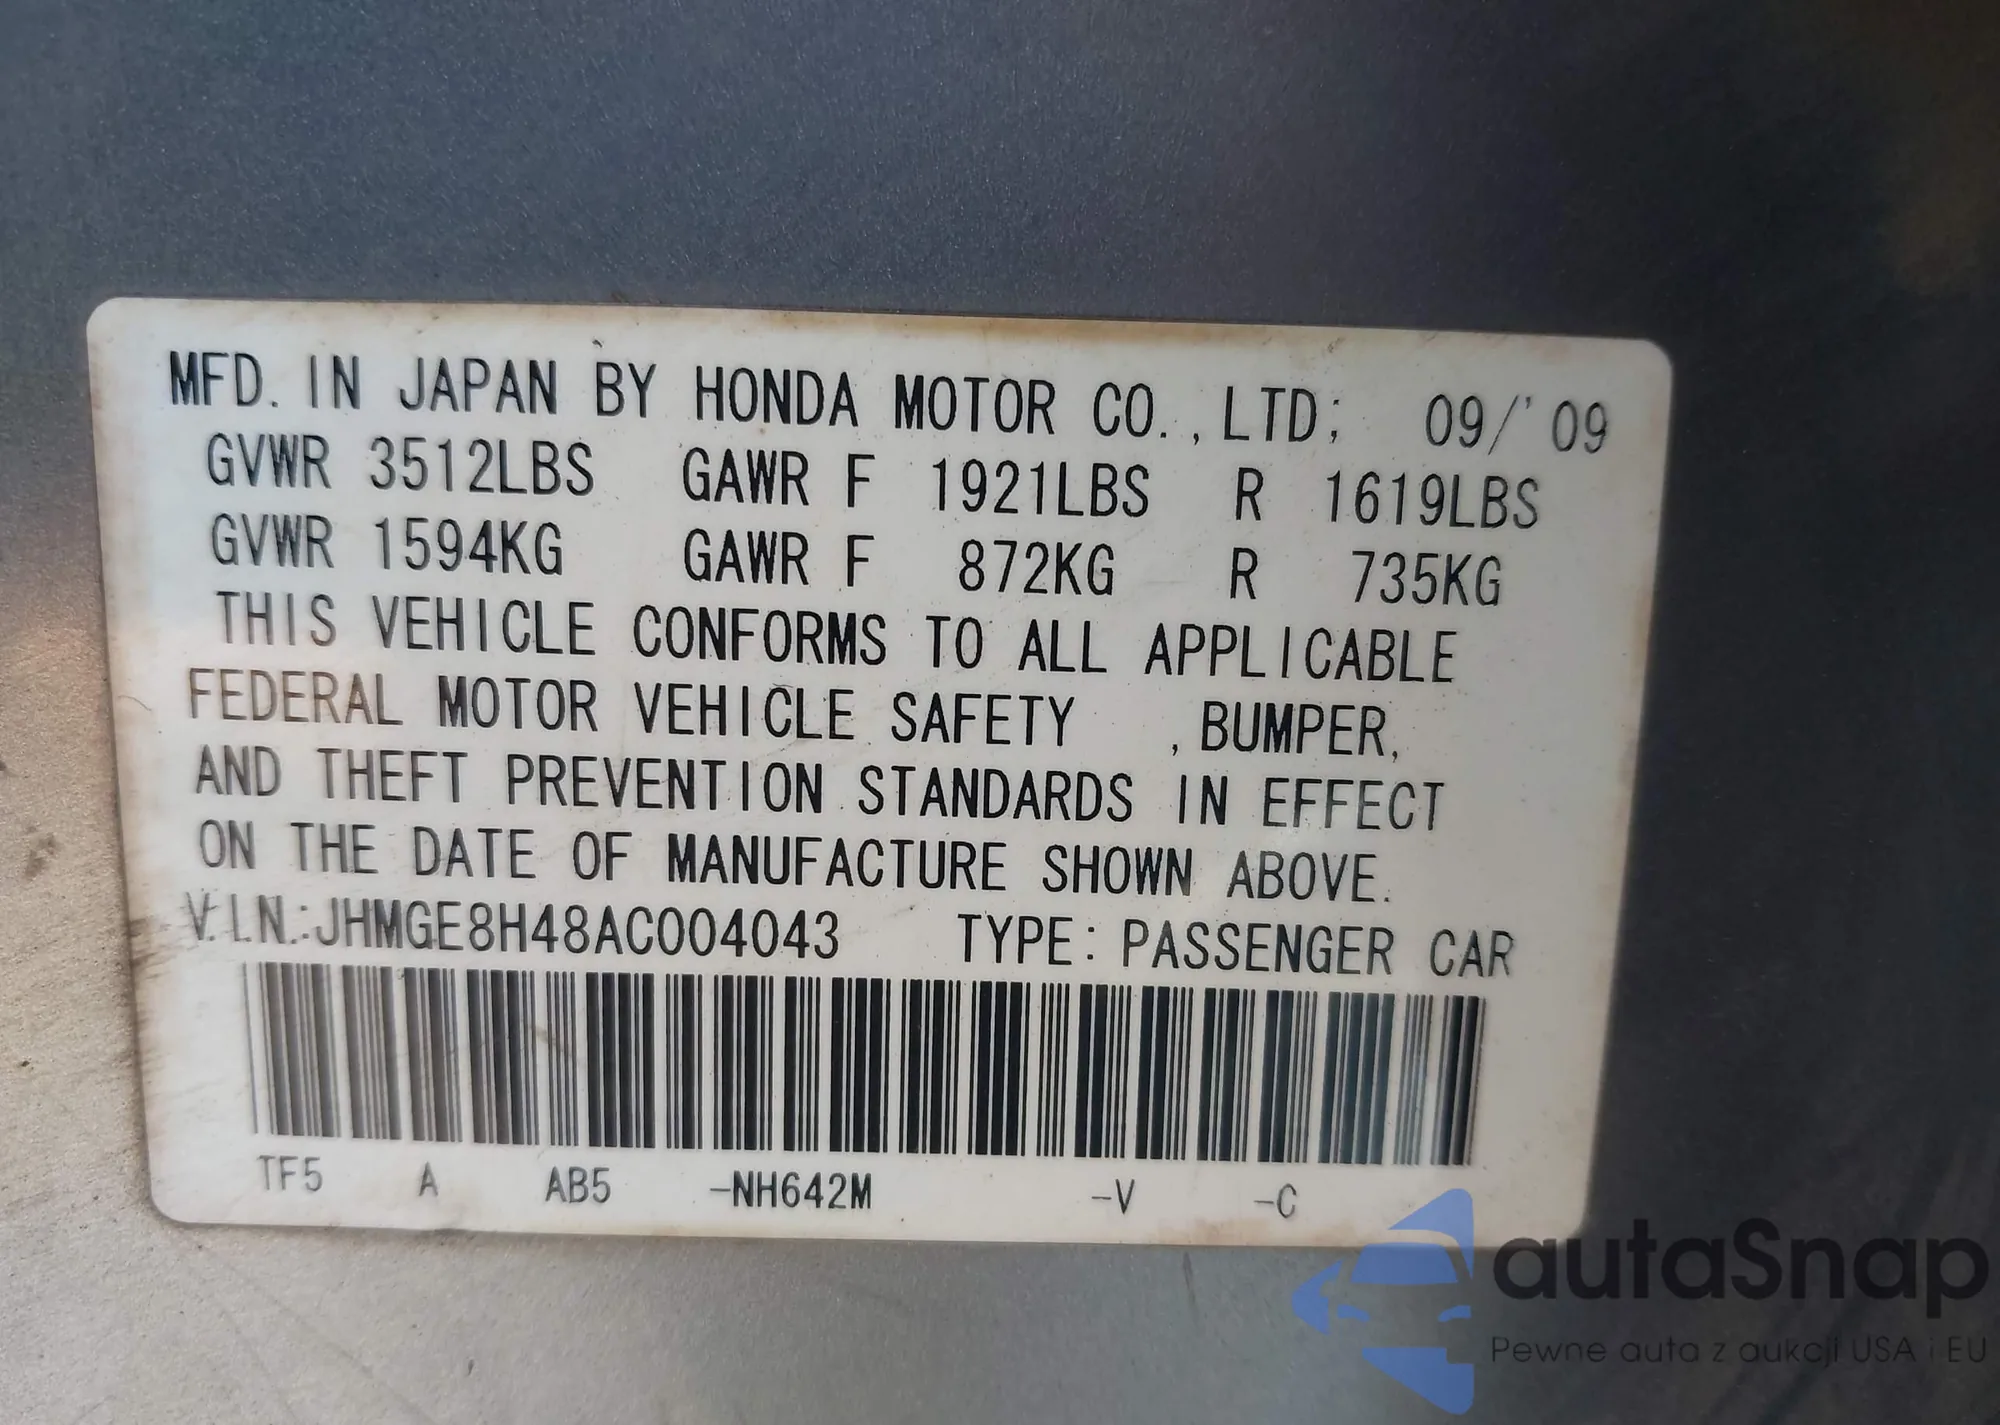 MFD. IN JAPAN BY HONDA MOTOR CO.,LTD; 09/'09
GVWR 3512LBS GAWR F 1921LBS R 1619LBS
GVWR 1594KG GAWR F 872KG R 735KG
THIS VEHICLE CONFORMS TO ALL APPLICABLE
FEDERAL MOTOR VEHICLE SAFETY ,BUMPER,
AND THEFT PREVENTION STANDARDS IN EFFECT
ON THE DATE OF MANUFACTURE SHOWN ABOVE.
V.I.N.:JHMGE8H48AC004043 TYPE: PASSENGER CAR
TF5 A AB5 -NH642M -V -C
autaSnap
Pewne auta z aukcji USA i EU